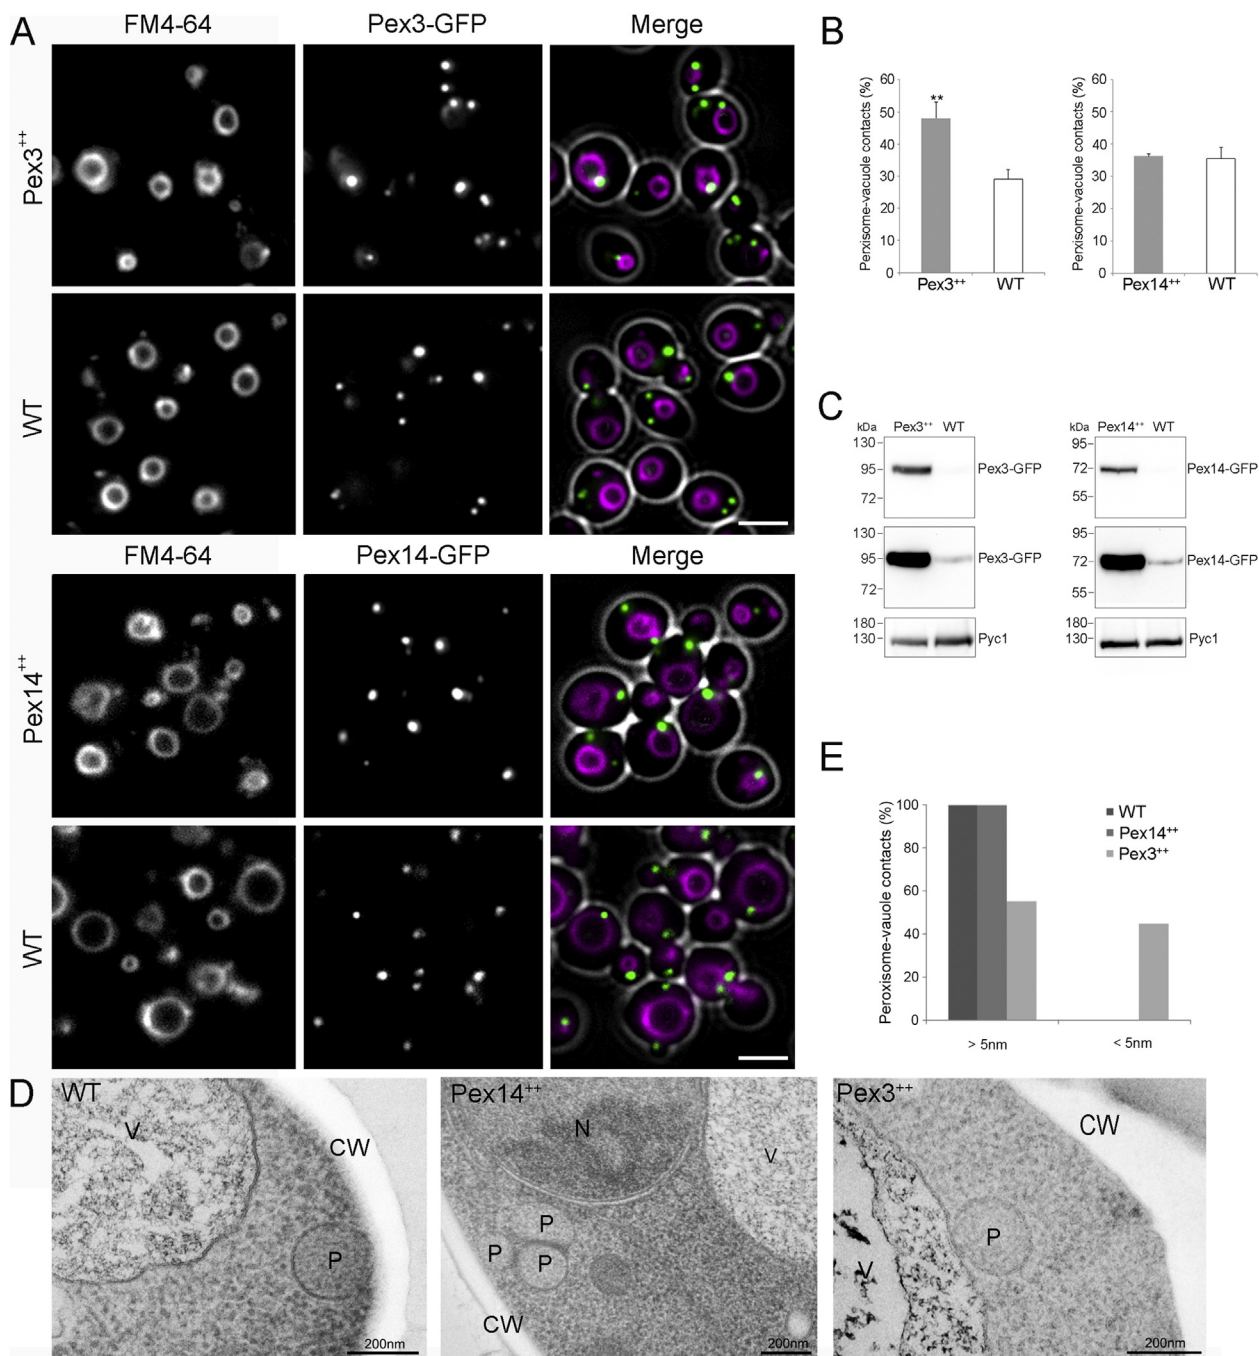 A
FM4-64
Pex3-GFP
Merge
Pex3++
WT
FM4-64
Pex14-GFP
Merge
Pex14++
WT
B
Perxisome-vacuole contacts (%)
60
50
40
30
20
10
0
**
Pex3++ WT
Perxisome-vacuole contacts (%)
60
50
40
30
20
10
0
Pex14++ WT
C
kDa Pex3++ WT
130
95 Pex3-GFP
72
130
95 Pex3-GFP
72
180
130 Pyc1
kDa Pex14++ WT
95
72 Pex14-GFP
55
95
72 Pex14-GFP
55
180
130 Pyc1
E
Peroxisome-vauole contacts (%)
100
80
60
40
20
0
WT
Pex14++
Pex3++
> 5nm < 5nm
D
WT
V
CW
P
200nm
Pex14++
N
V
P
P
P
CW
200nm
Pex3++
CW
P
V
200nm